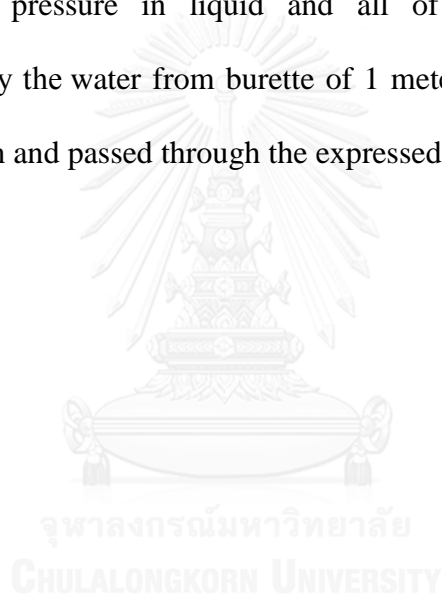 pressure in liquid and all of
y the water from burette of 1 mete
and passed through the expressed
จุฬาลงกรณ์มหาวิทยาลัย
CHULALONGKORN UNIVERSITY